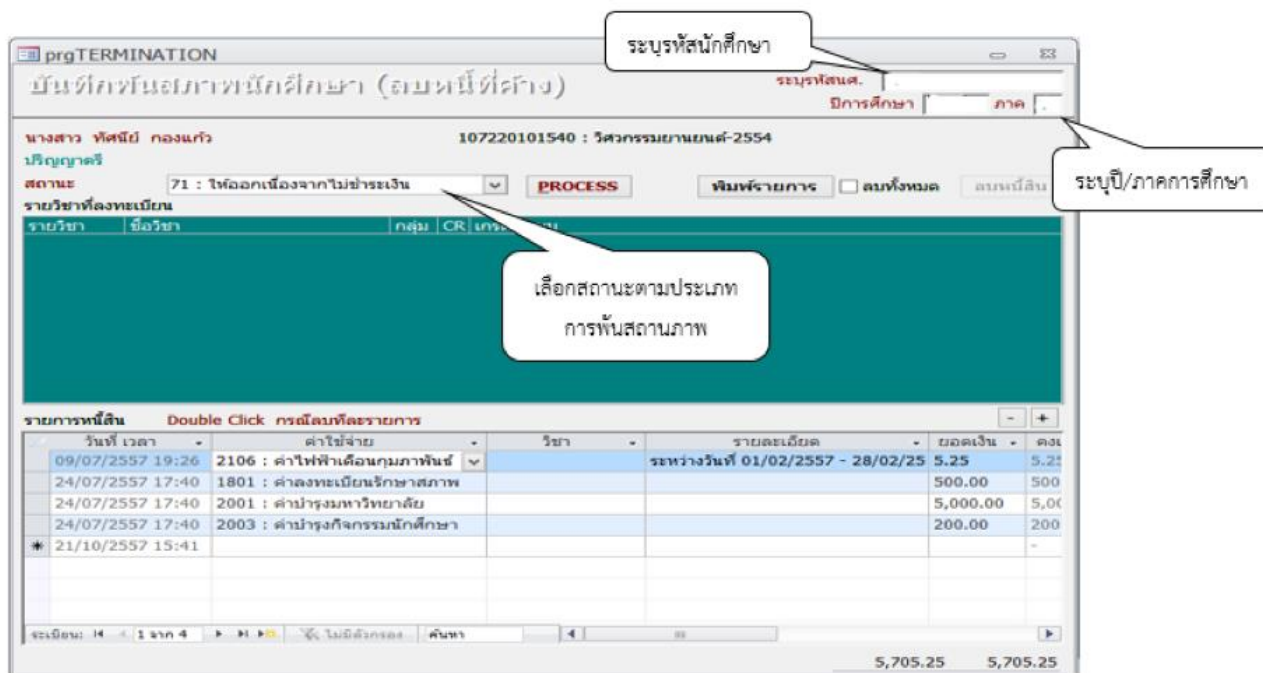 ระบุรหัสนักศึกษา
prgTERMINATION
บันทึกพ้นสภาพนักศึกษา (ลบหนี้ที่ค้าง)
ระบุรหัสนศ.
ปีการศึกษา ภาค
นางสาว ทัศนีย์ กองแก้ว 107220101540 : วิศวกรรมยานยนต์-2554
ปริญญาตรี
สถานะ 71 : ให้ออกเนื่องจากไม่ชำระเงิน PROCESS พิมพ์รายการ ลบทั้งหมด ลบหนี้สิน
ระบุปี/ภาคการศึกษา
รายวิชาที่ลงทะเบียน
รายวิชา ชื่อวิชา กลุ่ม CR
เลือกสถานะตามประเภท
การพ้นสถานภาพ
รายการหนี้สิน Double Click กรณีลบทีละรายการ - +
วันที่ เวลา ค่าใช้จ่าย วิชา รายละเอียด ยอดเงิน
09/07/2557 19:26 2106 : ค่าไฟฟ้าเดือนกุมภาพันธ์ ระหว่างวันที่ 01/02/2557 - 28/02/25 5.25 5.25
24/07/2557 17:40 1801 : ค่าลงทะเบียนรักษาสภาพ 500.00 500
24/07/2557 17:40 2001 : ค่าบำรุงมหาวิทยาลัย 5,000.00 5,00
24/07/2557 17:40 2003 : ค่าบำรุงกิจกรรมนักศึกษา 200.00 200
* 21/10/2557 15:41 -
ระเบียน: 1 จาก 4 ไม่มีตัวกรอง ค้นหา
5,705.25 5,705.25